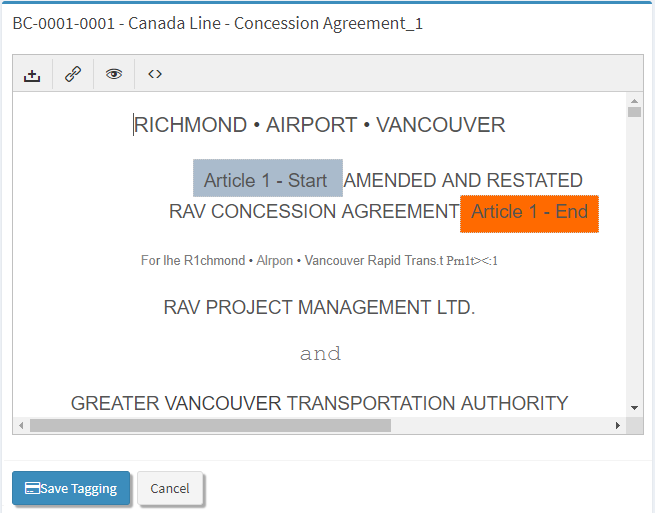 BC-0001-0001 - Canada Line - Concession Agreement_1
RICHMOND • AIRPORT • VANCOUVER
Article 1 - Start AMENDED AND RESTATED
RAV CONCESSION AGREEMENT Article 1 - End
For lhe R1chmond • Alrpon • Vancouver Rapid Trans.t Pm1t><:1
RAV PROJECT MANAGEMENT LTD.
and
GREATER VANCOUVER TRANSPORTATION AUTHORITY
Save Tagging Cancel